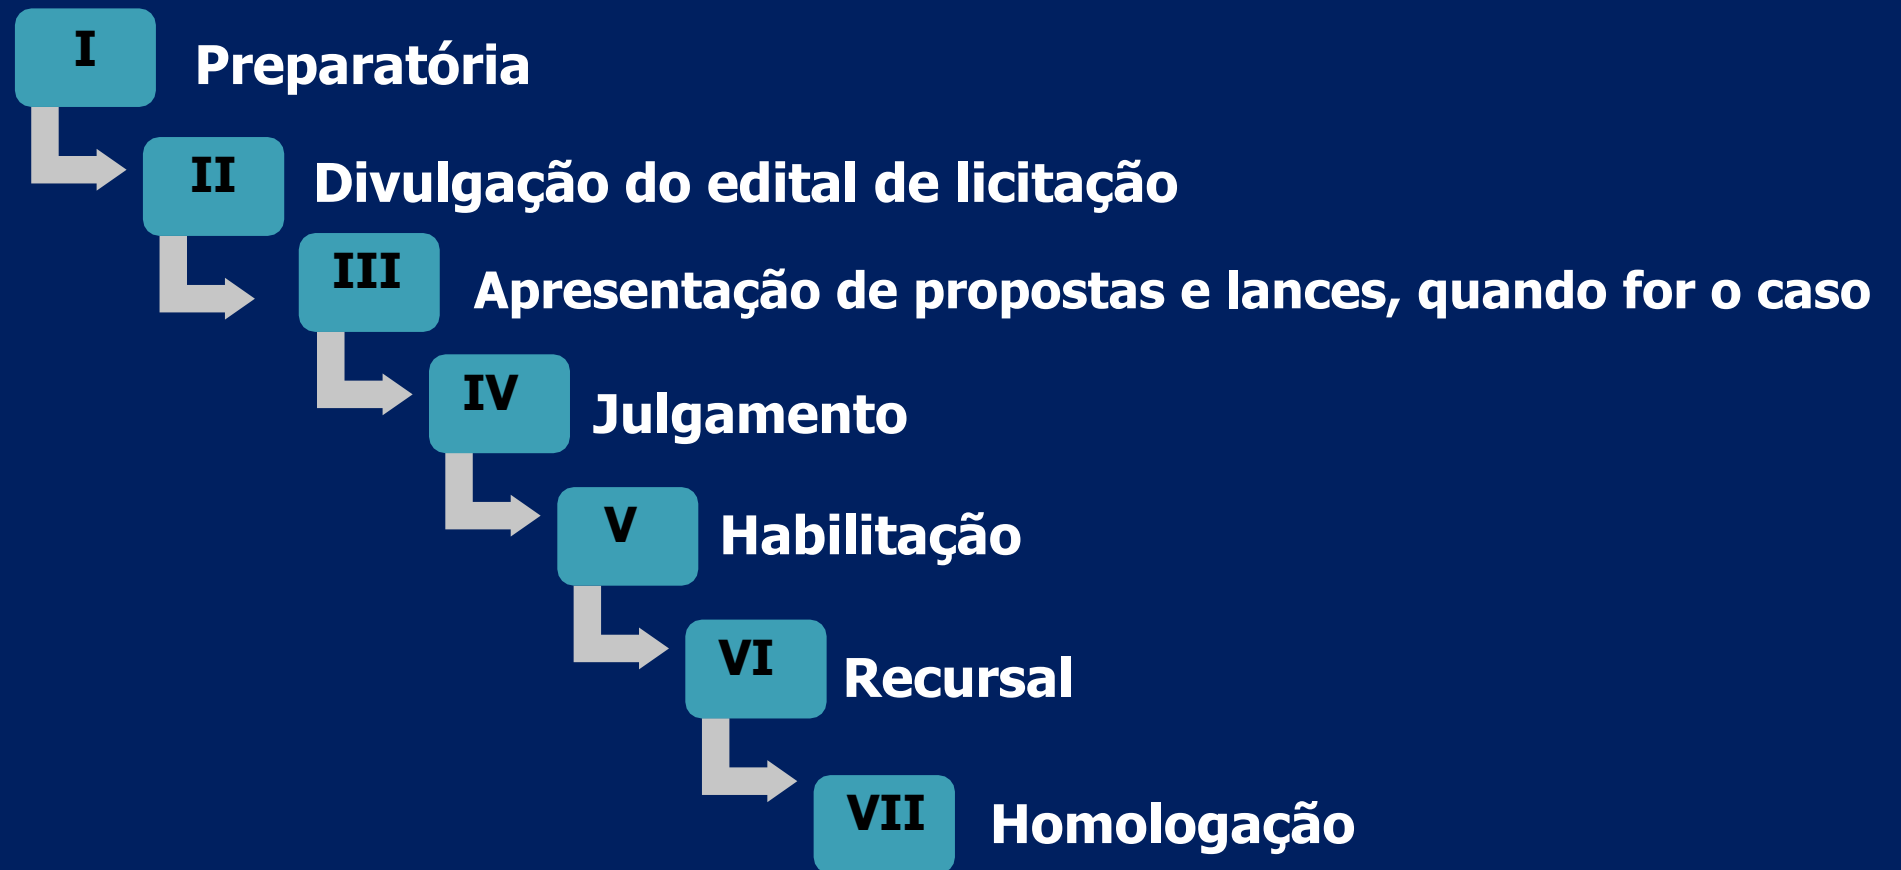 I
Preparatória
II
Divulgação do edital de licitação
III
Apresentação de propostas e lances, quando for o caso
IV
Julgamento
V
Habilitação
VI
Recursal
VII
Homologação